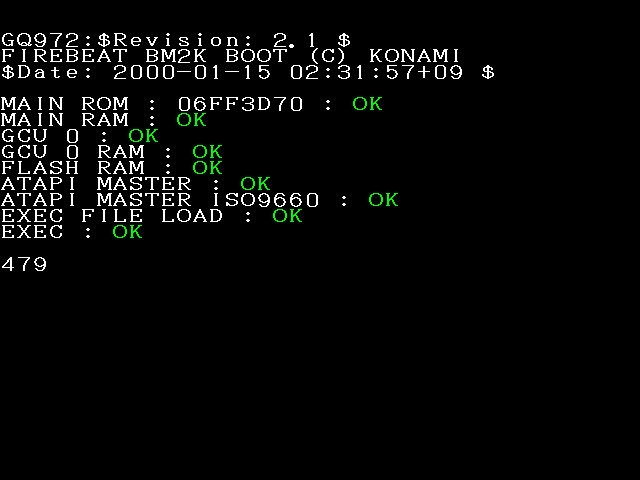 GQ972:$Revision: 2.1 $
FIREBEAT BM2K BOOT (C) KONAMI
$Date: 2000-01-15 02:31:57+09 $
MAIN ROM : 06FF3D70 : OK
MAIN RAM : OK
GCU 0 : OK
GCU 0 RAM : OK
FLASH RAM : OK
ATAPI MASTER : OK
ATAPI MASTER ISO9660 : OK
EXEC FILE LOAD : OK
EXEC : OK
479